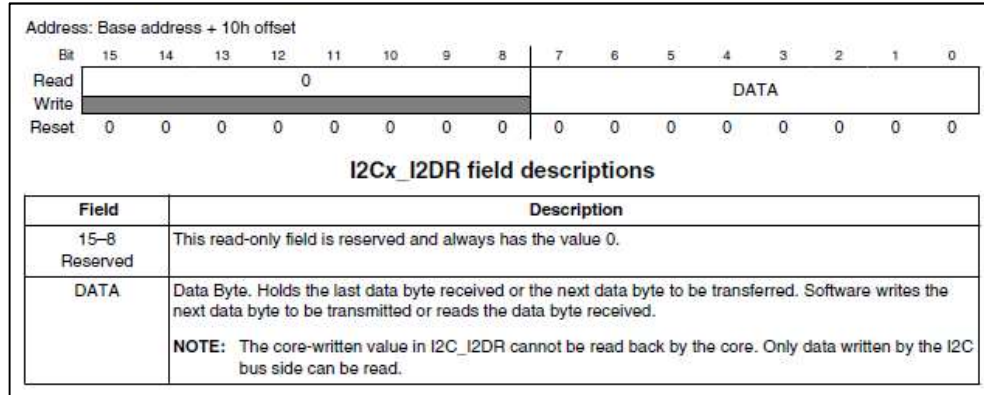 Address: Base address + 10h offset
Bit 15 14 13 12 11 10 9 8 7 6 5 4 3 2 1 0
Read 0 DATA
Write
Reset 0 0 0 0 0 0 0 0 0 0 0 0 0 0 0 0
I2Cx_I2DR field descriptions
Field Description
15–8 This read-only field is reserved and always has the value 0.
Reserved
DATA Data Byte. Holds the last data byte received or the next data byte to be transferred. Software writes the
next data byte to be transmitted or reads the data byte received.
NOTE: The core-written value in I2C_I2DR cannot be read back by the core. Only data written by the I2C
bus side can be read.